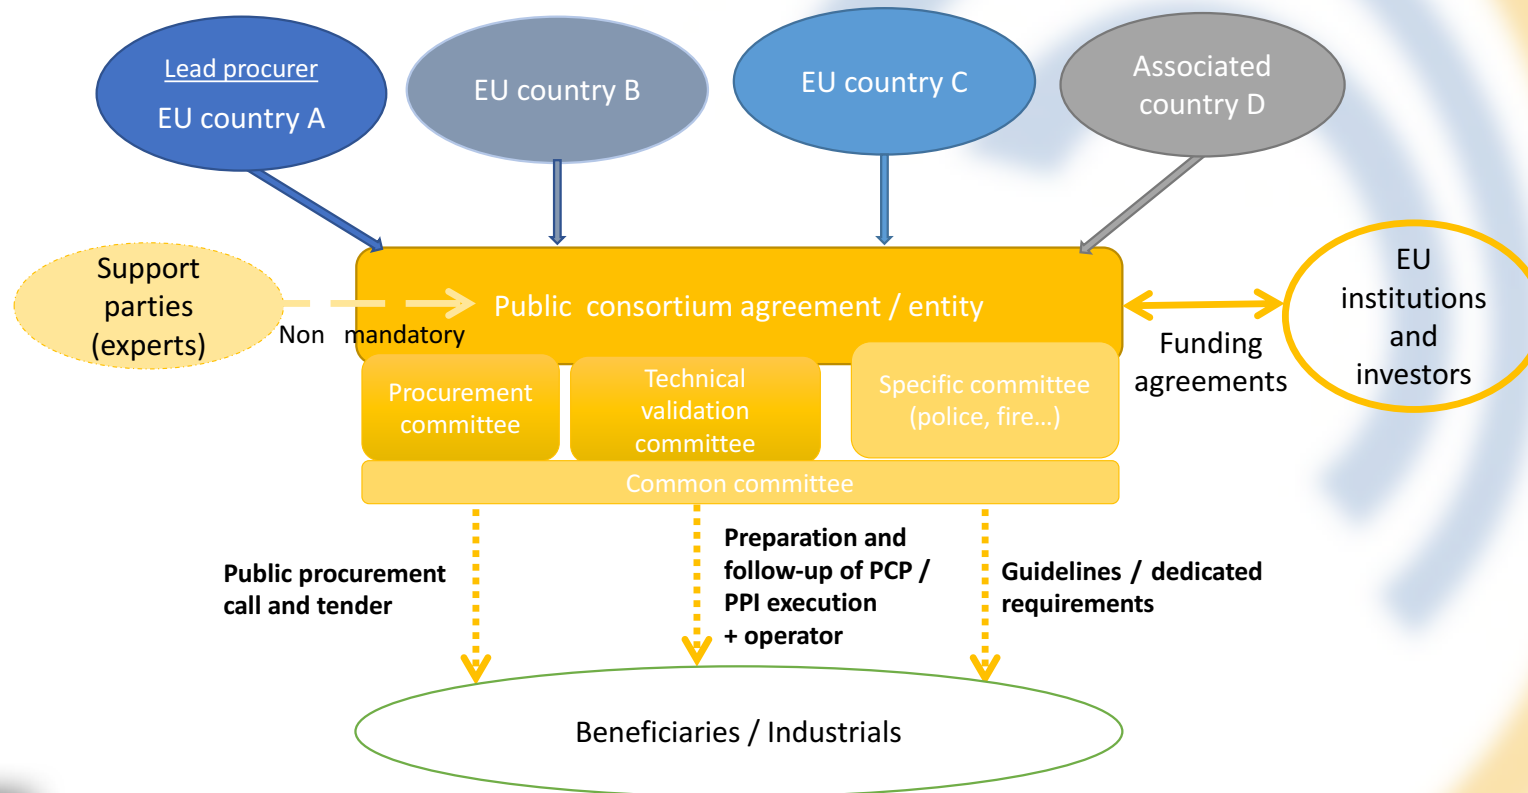 Lead procurer
EU country A
EU country B
EU country C
Associated
country D
Support
parties
(experts)
Non mandatory
Public consortium agreement / entity
Funding
agreements
EU
institutions
and
investors
Procurement
committee
Technical
validation
committee
Specific committee
(police, fire…)
Common committee
Public procurement
call and tender
Preparation and
follow-up of PCP /
PPI execution
+ operator
Guidelines / dedicated
requirements
Beneficiaries / Industrials